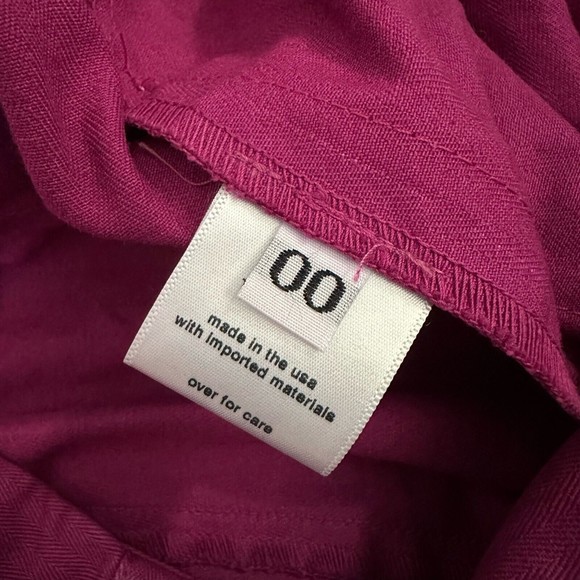 00
made in the usa
with imported materials
over for care